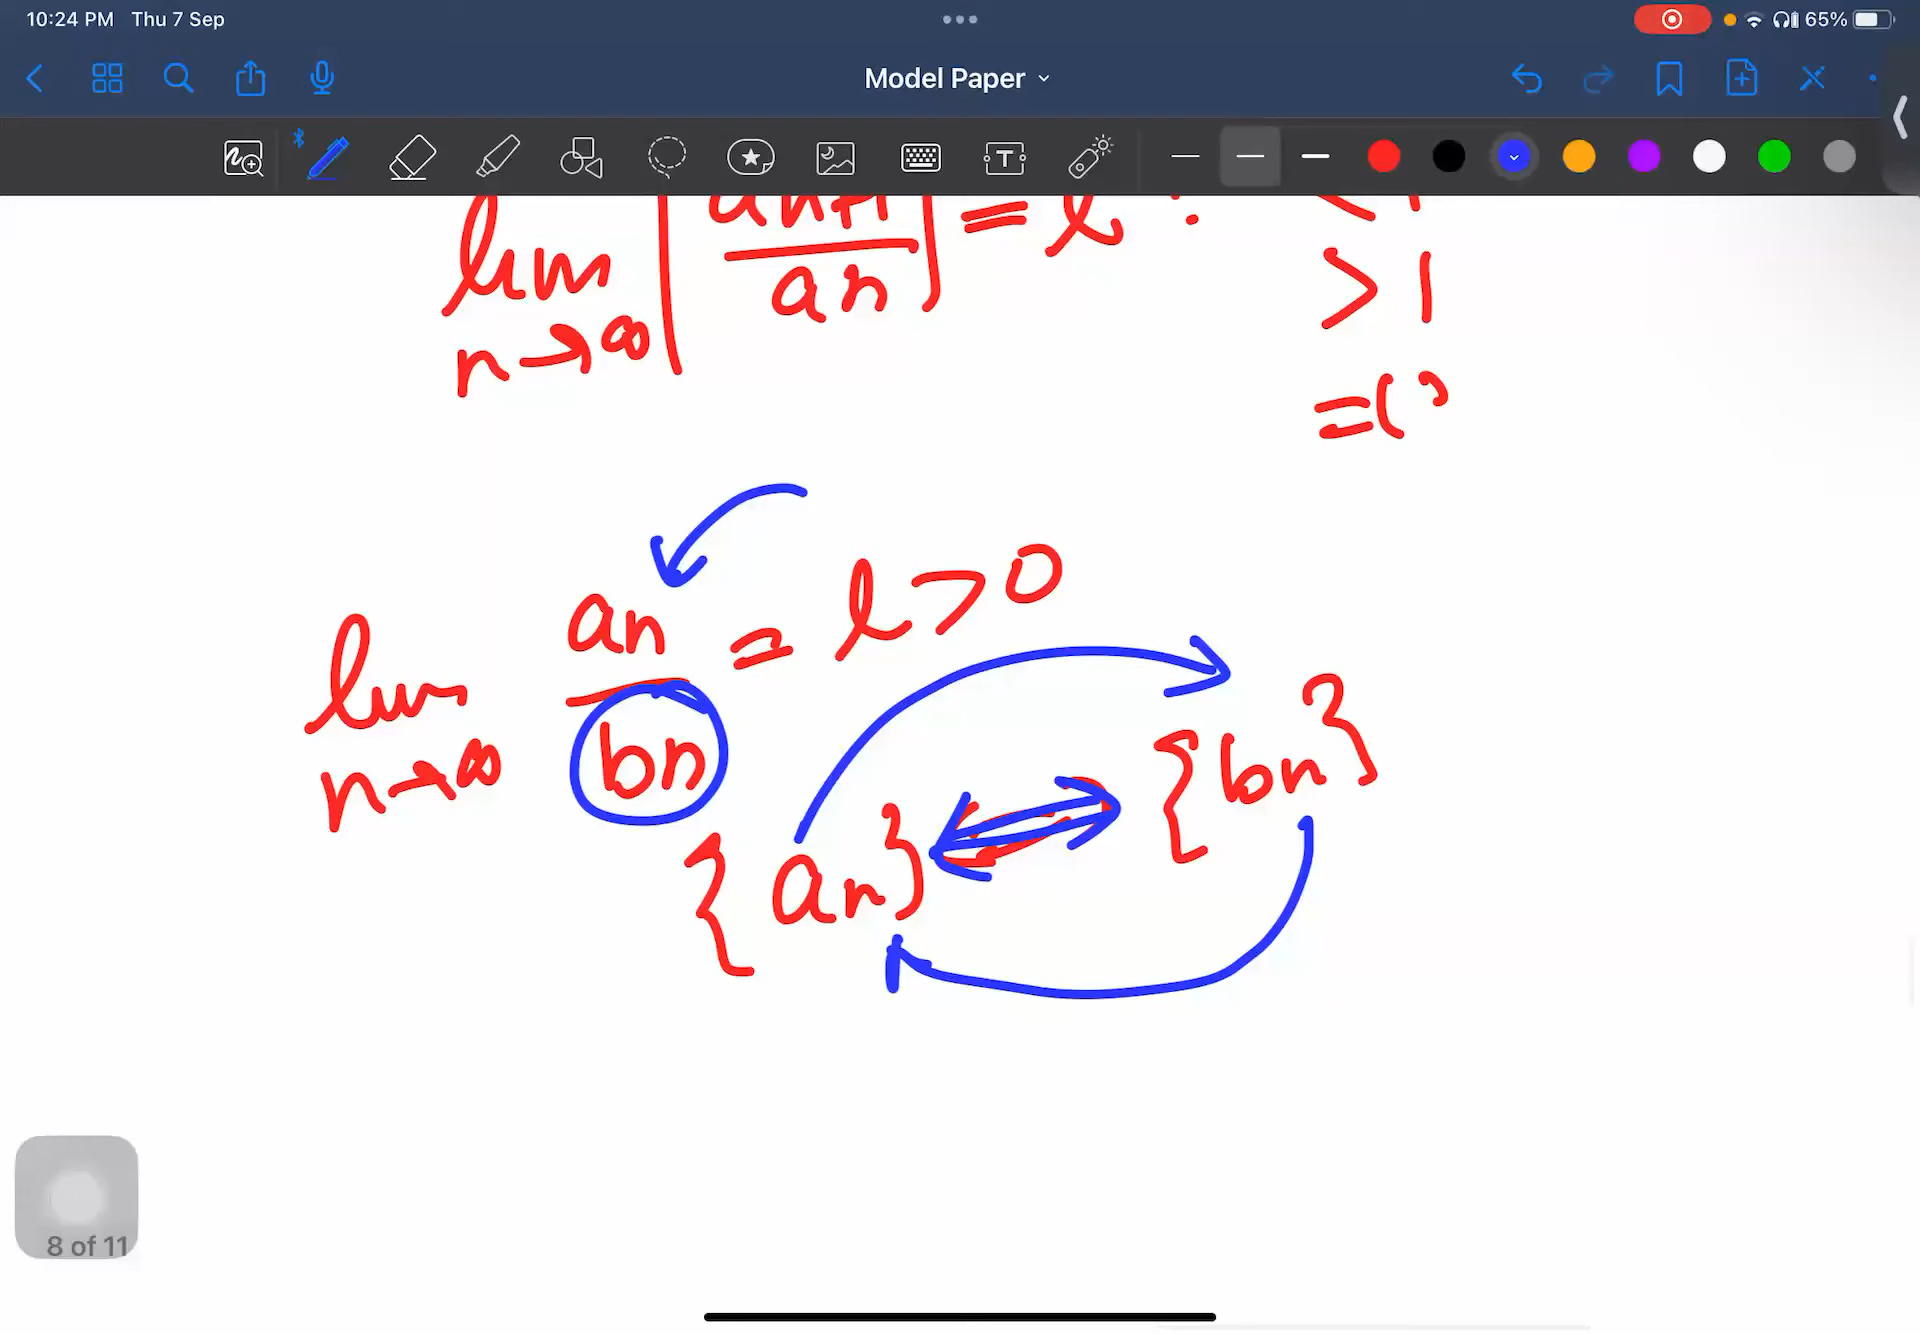 10:24 PM Thu 7 Sep
65%
Model Paper
T
lim n→∞ | an+1 / an | = l : < 1
> 1
= 1
lim n→∞ an / bn = l > 0
{an} {bn}
8 of 11